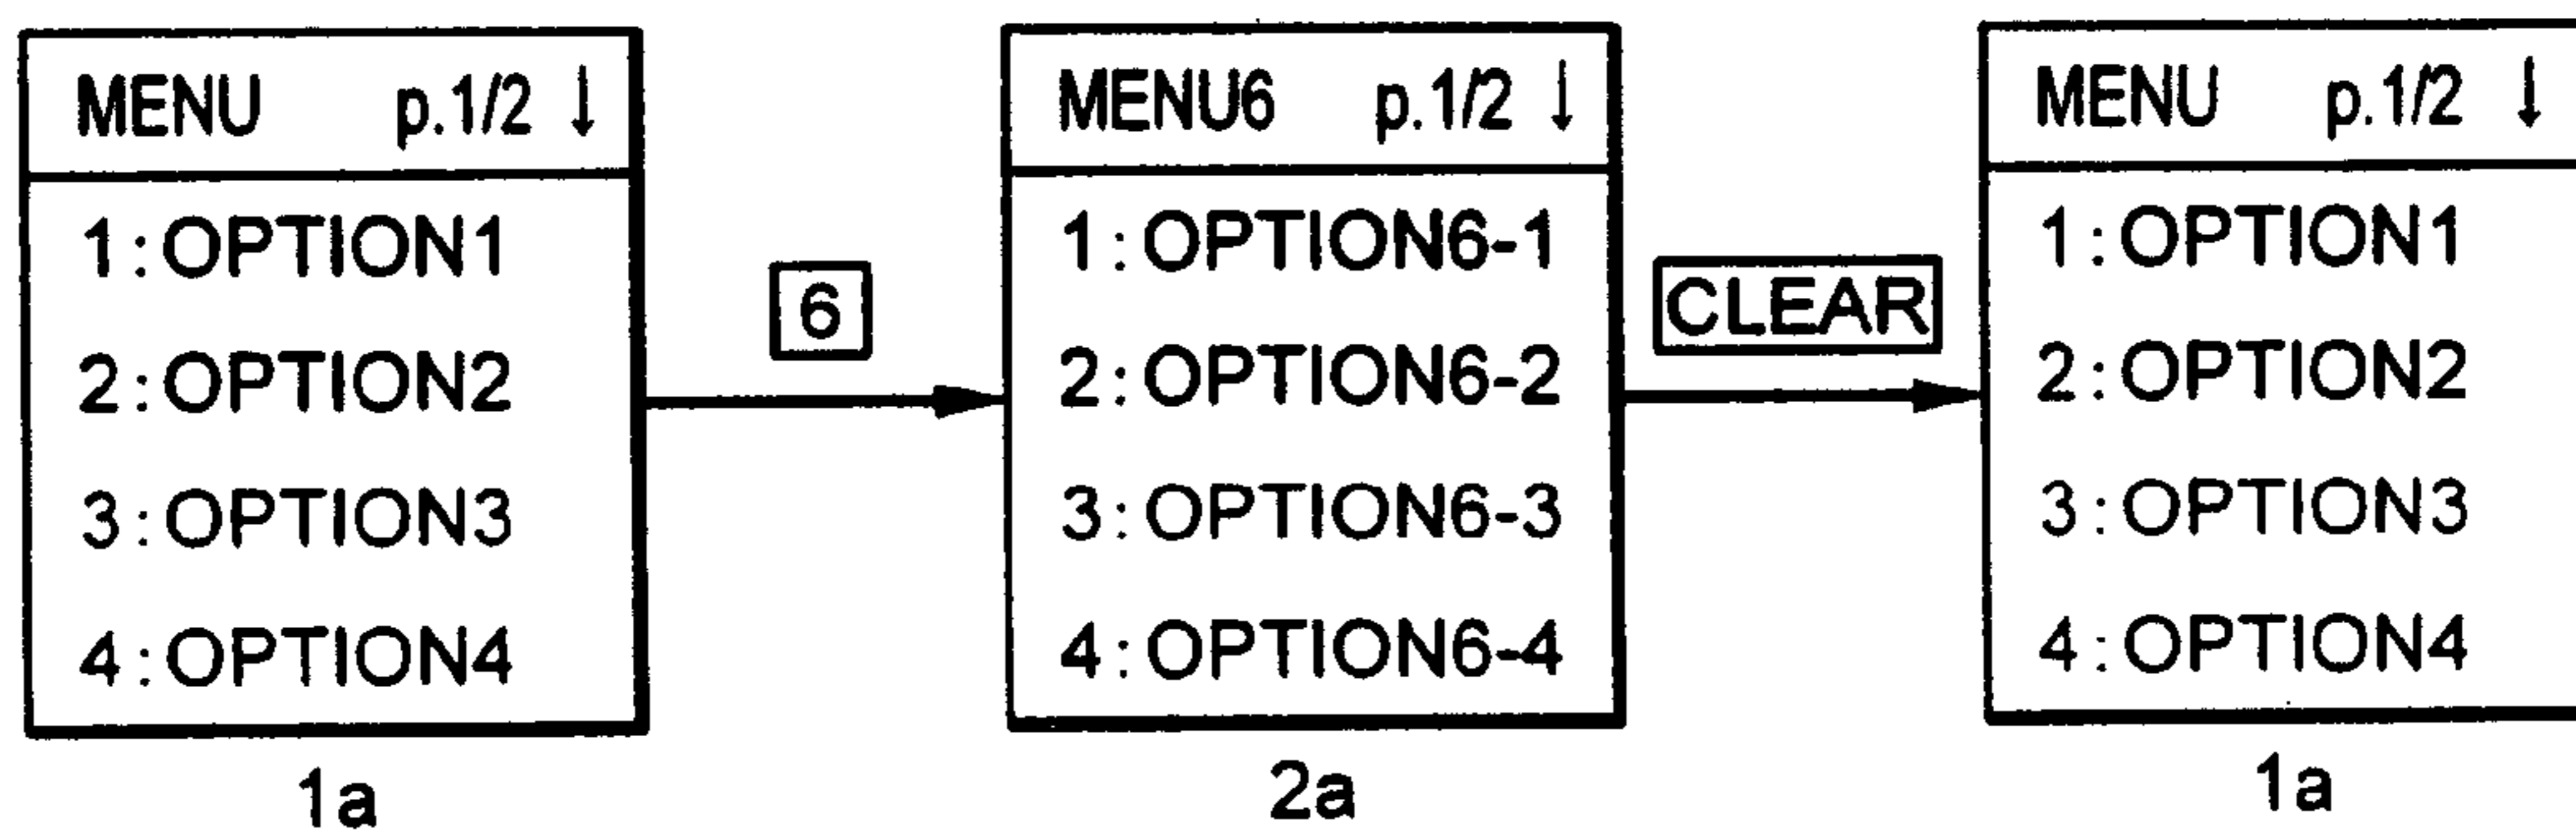 MENU p.1/2 ↓
1:OPTION1
2:OPTION2
3:OPTION3
4:OPTION4
1a
6
MENU6 p.1/2 ↓
1:OPTION6-1
2:OPTION6-2
3:OPTION6-3
4:OPTION6-4
2a
CLEAR
MENU p.1/2 ↓
1:OPTION1
2:OPTION2
3:OPTION3
4:OPTION4
1a